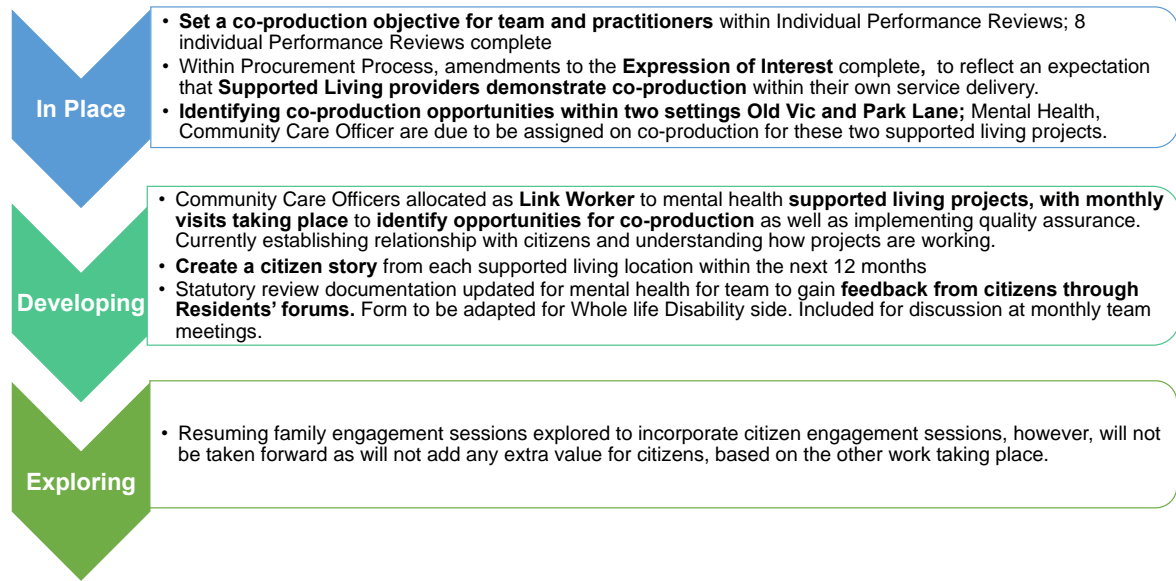 In Place
• Set a co-production objective for team and practitioners within Individual Performance Reviews; 8
individual Performance Reviews complete
• Within Procurement Process, amendments to the Expression of Interest complete, to reflect an expectation
that Supported Living providers demonstrate co-production within their own service delivery.
• Identifying co-production opportunities within two settings Old Vic and Park Lane; Mental Health,
Community Care Officer are due to be assigned on co-production for these two supported living projects.
Developing
• Community Care Officers allocated as Link Worker to mental health supported living projects, with monthly
visits taking place to identify opportunities for co-production as well as implementing quality assurance.
Currently establishing relationship with citizens and understanding how projects are working.
• Create a citizen story from each supported living location within the next 12 months
• Statutory review documentation updated for mental health for team to gain feedback from citizens through
Residents' forums. Form to be adapted for Whole life Disability side. Included for discussion at monthly team
meetings.
Exploring
• Resuming family engagement sessions explored to incorporate citizen engagement sessions, however, will not
be taken forward as will not add any extra value for citizens, based on the other work taking place.